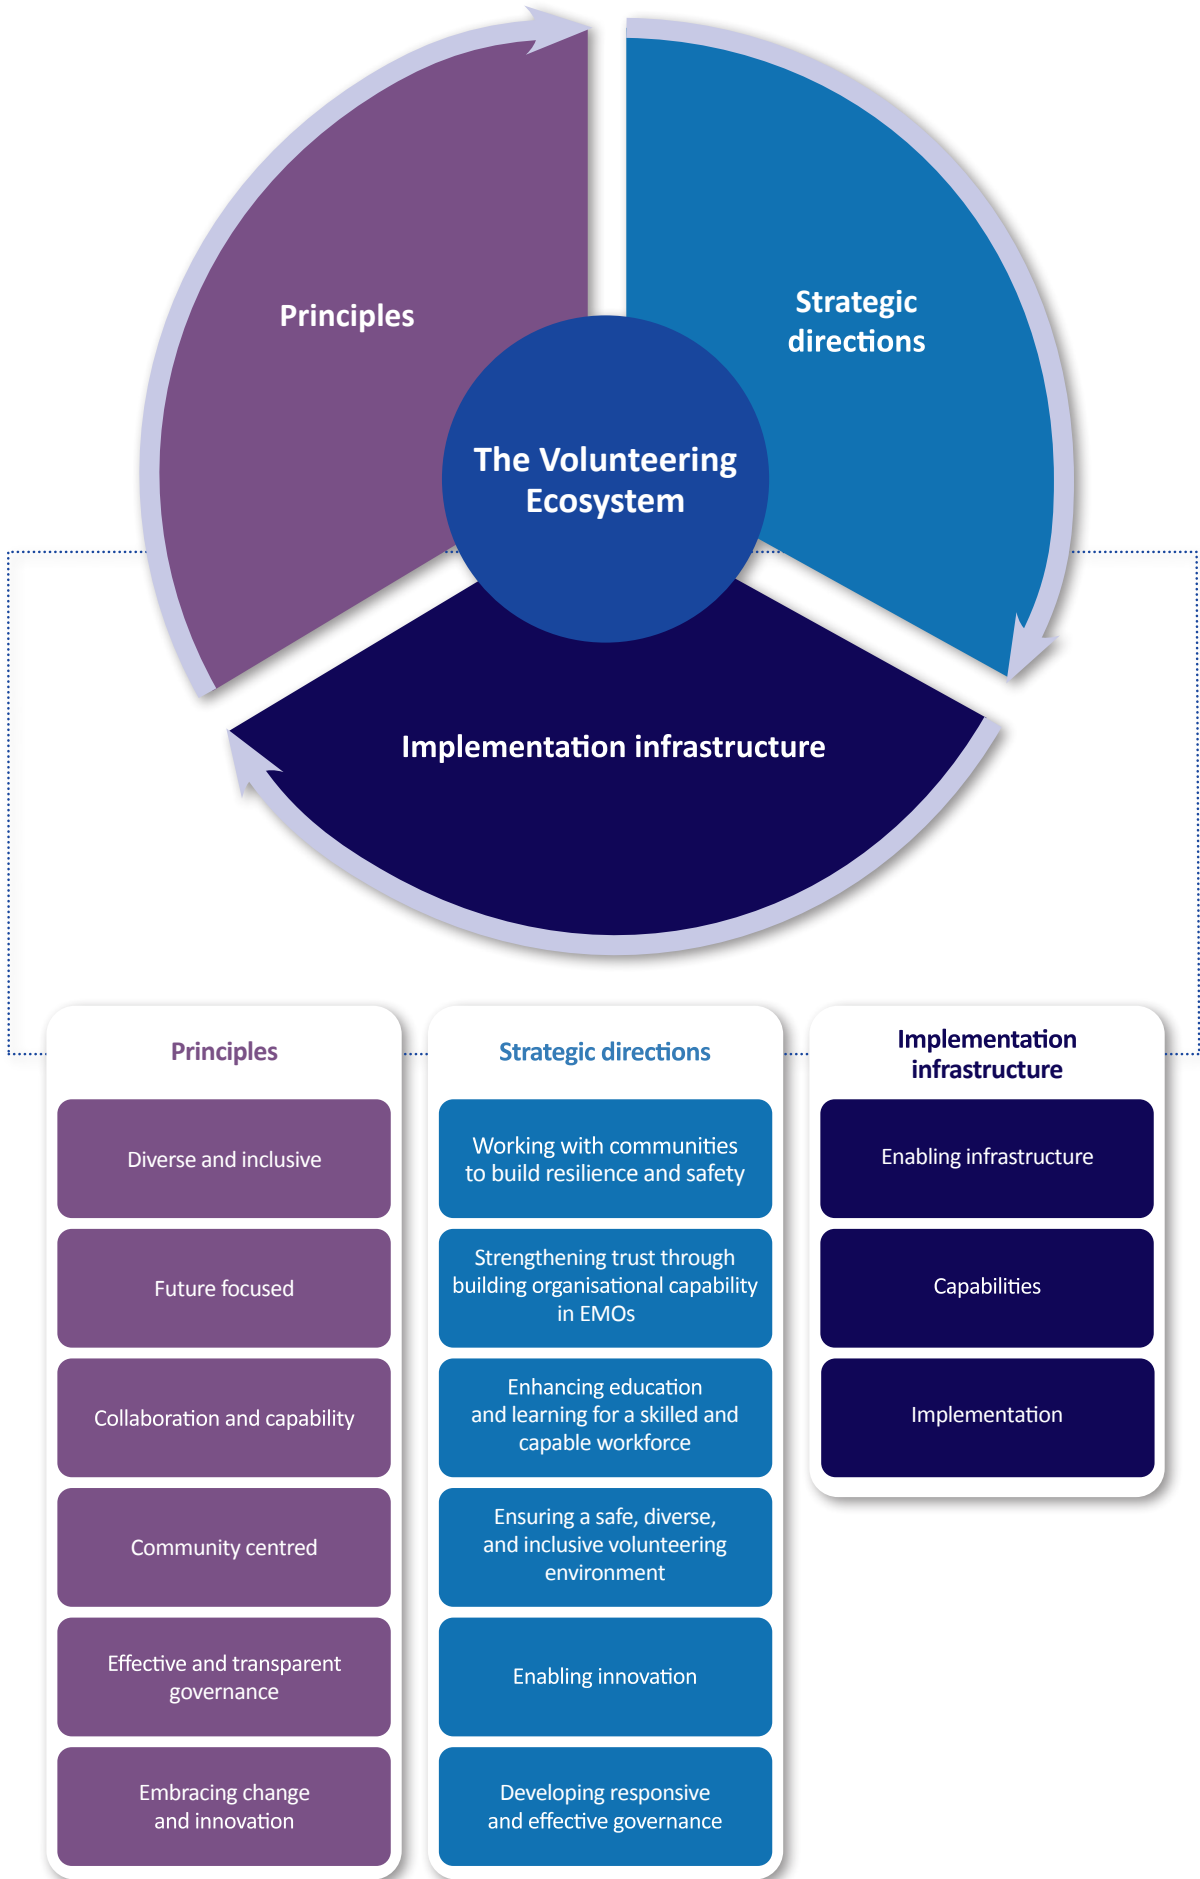 Principles
Strategic
directions
The Volunteering
Ecosystem
Implementation infrastructure
Principles
Diverse and inclusive
Future focused
Collaboration and capability
Community centred
Effective and transparent
governance
Embracing change
and innovation
Strategic directions
Working with communities
to build resilience and safety
Strengthening trust through
building organisational capability
in EMOs
Enhancing education
and learning for a skilled and
capable workforce
Ensuring a safe, diverse,
and inclusive volunteering
environment
Enabling innovation
Developing responsive
and effective governance
Implementation
infrastructure
Enabling infrastructure
Capabilities
Implementation